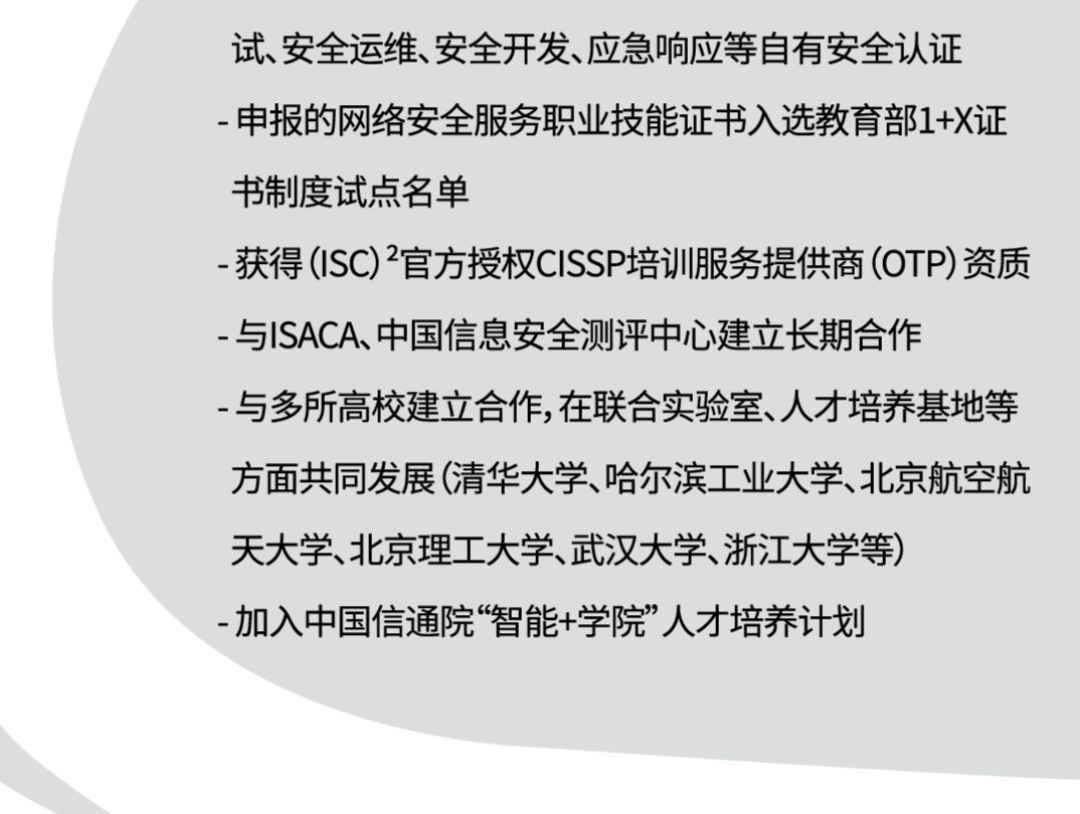 试、安全运维、安全开发、应急响应等自有安全认证
- 申报的网络安全服务职业技能证书入选教育部1+X证
书制度试点名单
- 获得（ISC）²官方授权CISSP培训服务提供商（OTP）资质
- 与ISACA、中国信息安全测评中心建立长期合作
- 与多所高校建立合作，在联合实验室、人才培养基地等
方面共同发展（清华大学、哈尔滨工业大学、北京航空航
天大学、北京理工大学、武汉大学、浙江大学等）
- 加入中国信通院“智能+学院”人才培养计划